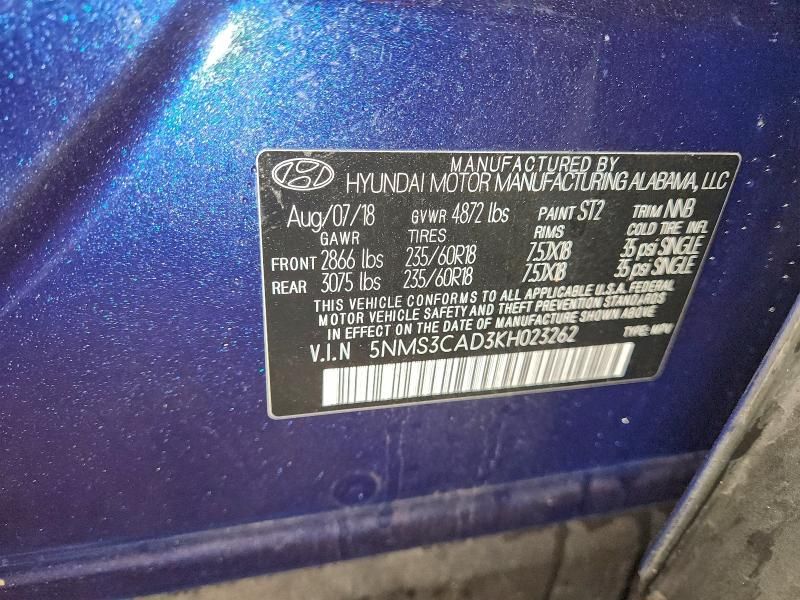 MANUFACTURED BY
HYUNDAI MOTOR MANUFACTURING ALABAMA, LLC
Aug/07/18 GVWR 4872 lbs PAINT ST2 TRIM NNB
GAWR TIRES RIMS COLD TIRE INFL
FRONT 2866 lbs 235/60R18 7.5JX18 35 psi SINGLE
REAR 3075 lbs 235/60R18 7.5JX18 35 psi SINGLE
THIS VEHICLE CONFORMS TO ALL APPLICABLE U.S.A. FEDERAL
MOTOR VEHICLE SAFETY AND THEFT PREVENTION STANDARDS
IN EFFECT ON THE DATE OF MANUFACTURE SHOWN ABOVE
V.I.N 5NMS3CAD3KH023262 TYPE: MPV